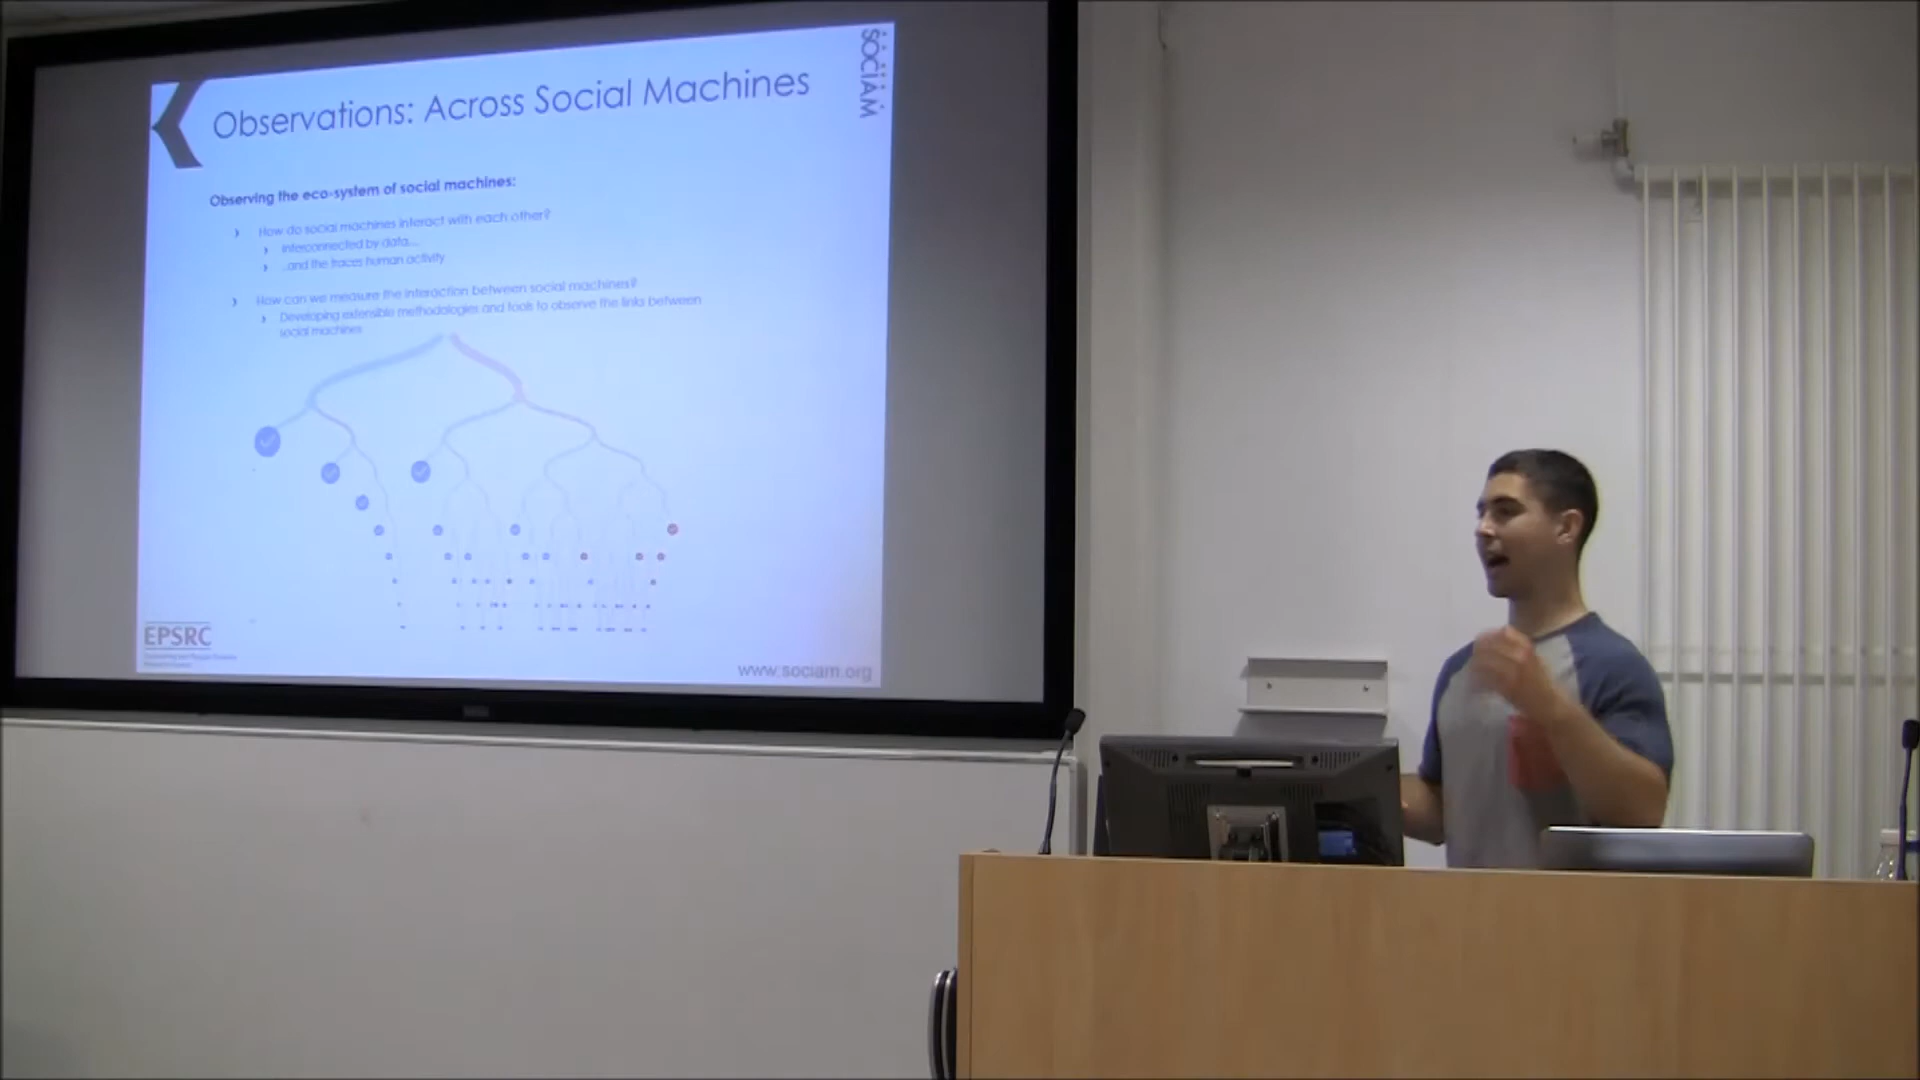 SOCIAM
Observations: Across Social Machines
Observing the eco-system of social machines:
How do social machines interact with each other?
Interconnected by data...
...and the traces human activity
How can we measure the interaction between social machines?
Developing extensible methodologies and tools to observe the links between
social machines
EPSRC
www.sociam.org